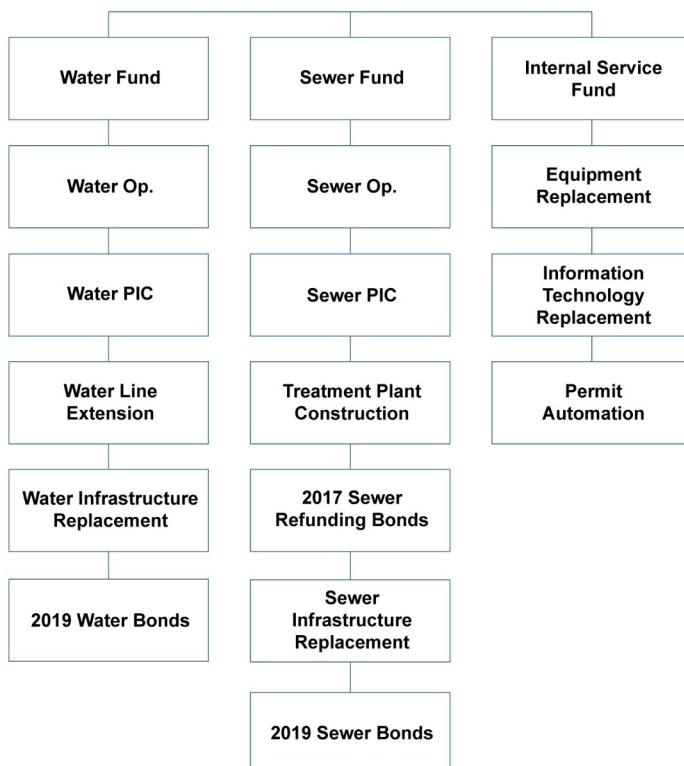 Water Fund
Water Op.
Water PIC
Water Line
Extension
Water Infrastructure
Replacement
2019 Water Bonds
Sewer Fund
Sewer Op.
Sewer PIC
Treatment Plant
Construction
2017 Sewer
Refunding Bonds
Sewer
Infrastructure
Replacement
2019 Sewer Bonds
Internal Service
Fund
Equipment
Replacement
Information
Technology
Replacement
Permit
Automation